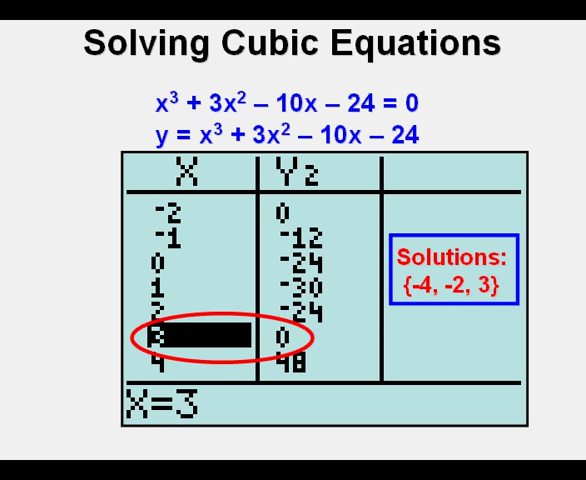 Solving Cubic Equations
x³ + 3x² – 10x – 24 = 0
y = x³ + 3x² – 10x – 24
X Y₂
-2 0
-1 -12
0 -24
1 -30
2 -24
3 0
4 48
Solutions:
{-4, -2, 3}
X=3